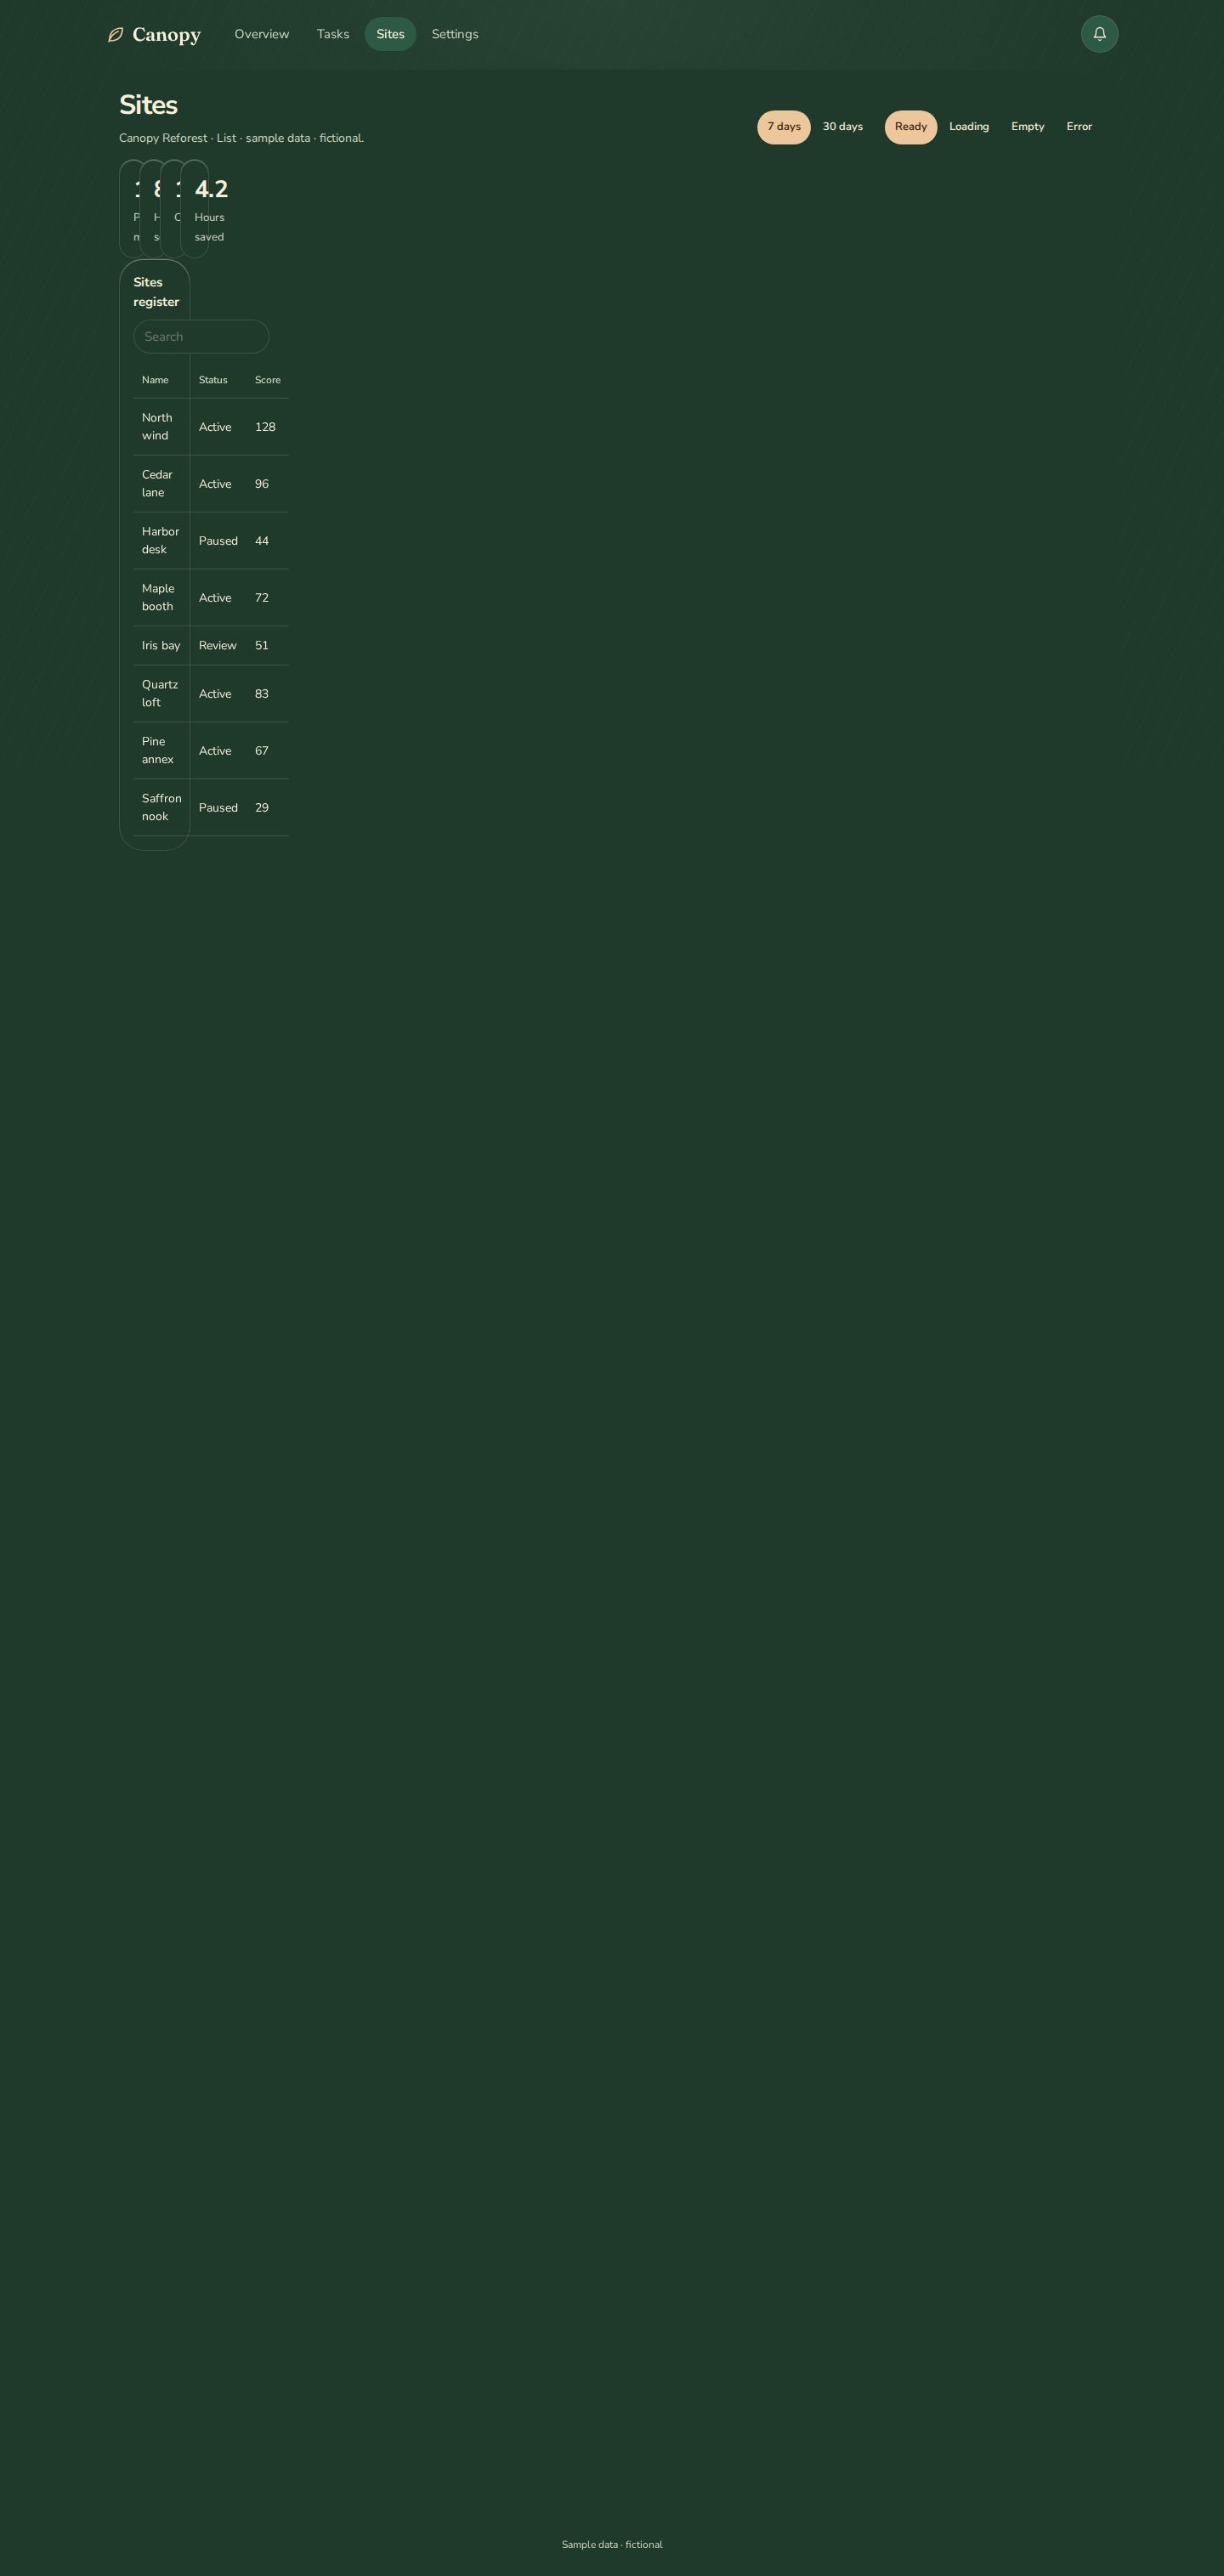 Canopy
Overview
Tasks
Sites
Settings
Sites
Canopy Reforest · List · sample data · fictional.
7 days
30 days
Ready
Loading
Empty
Error
4.2
Hours
saved
Sites
register
Search
Name Status Score
North
wind
Active 128
Cedar
lane
Active 96
Harbor
desk
Paused 44
Maple
booth
Active 72
Iris bay Review 51
Quartz
loft
Active 83
Pine
annex
Active 67
Saffron
nook
Paused 29
Sample data · fictional